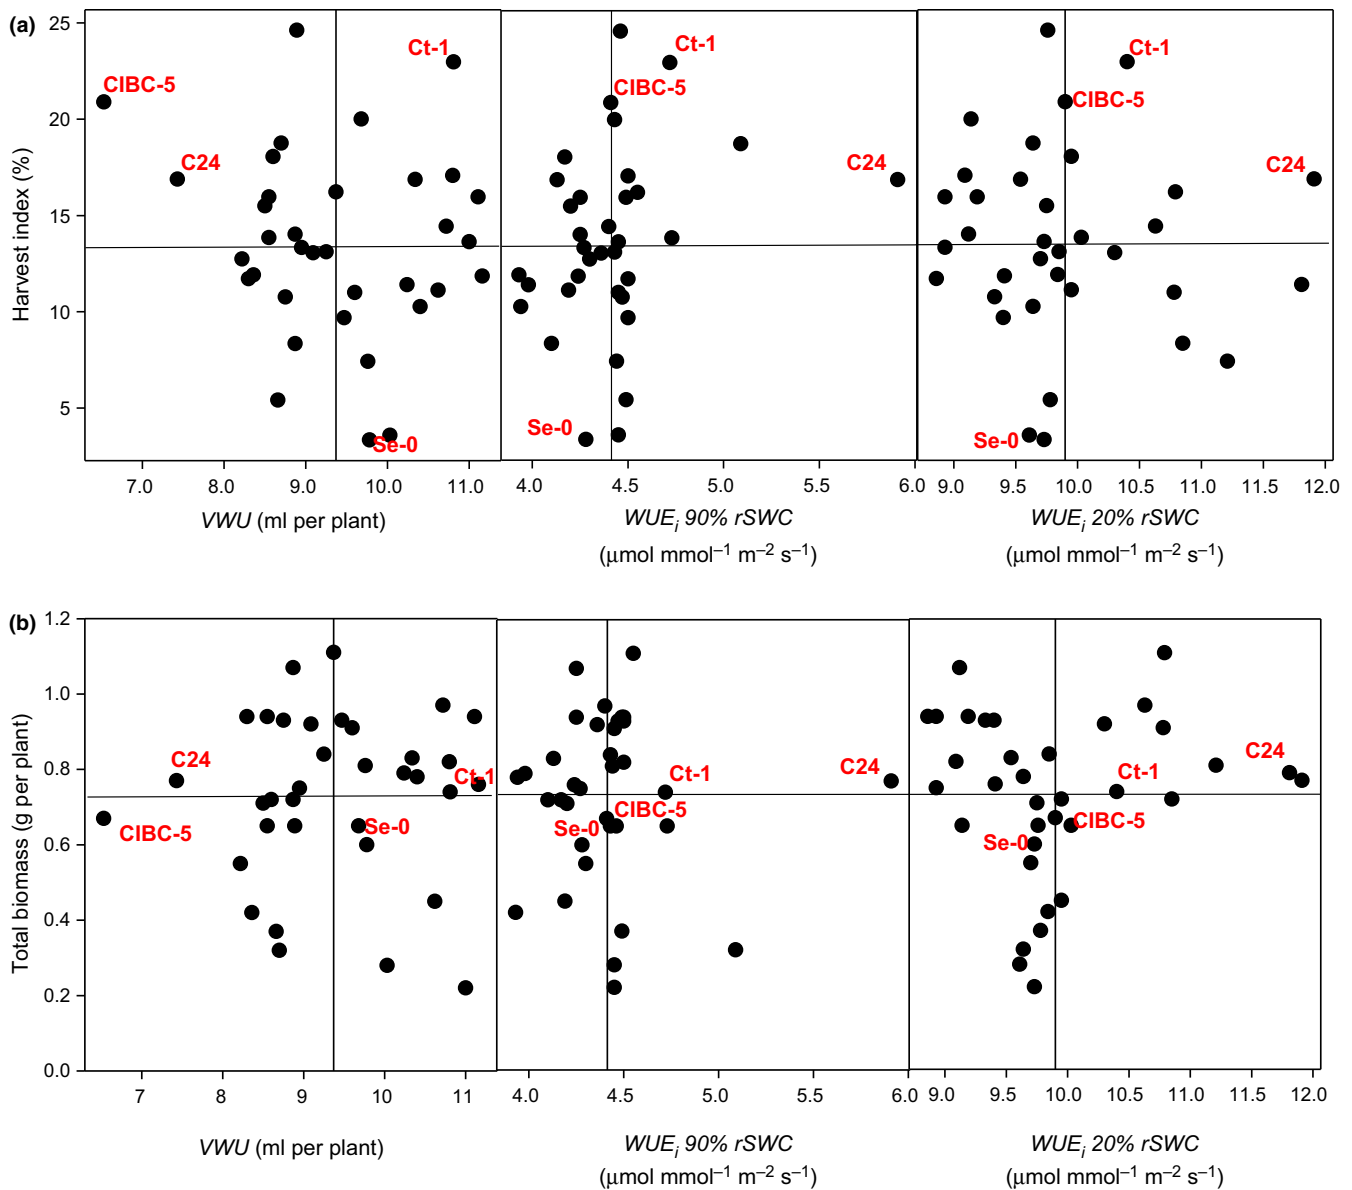 (a)
25
20
15
10
5
Harvest index (%)
Ct-1
CIBC-5
C24
Se-0
Ct-1
CIBC-5
C24
Se-0
Ct-1
CIBC-5
C24
Se-0
7.0 8.0 9.0 10.0 11.0
4.0 4.5 5.0 5.5 6.0
9.0 9.5 10.0 10.5 11.0 11.5 12.0
VWU (ml per plant)
WUEi 90% rSWC
(μmol mmol–1 m–2 s–1)
WUEi 20% rSWC
(μmol mmol–1 m–2 s–1)
(b)
1.2
1.0
0.8
0.6
0.4
0.2
0.0
Total biomass (g per plant)
C24
CIBC-5
Ct-1
Se-0
Ct-1
C24
CIBC-5
Se-0
C24
Ct-1
CIBC-5
Se-0
7 8 9 10 11
4.0 4.5 5.0 5.5 6.0
9.0 9.5 10.0 10.5 11.0 11.5 12.0
VWU (ml per plant)
WUEi 90% rSWC
(μmol mmol–1 m–2 s–1)
WUEi 20% rSWC
(μmol mmol–1 m–2 s–1)